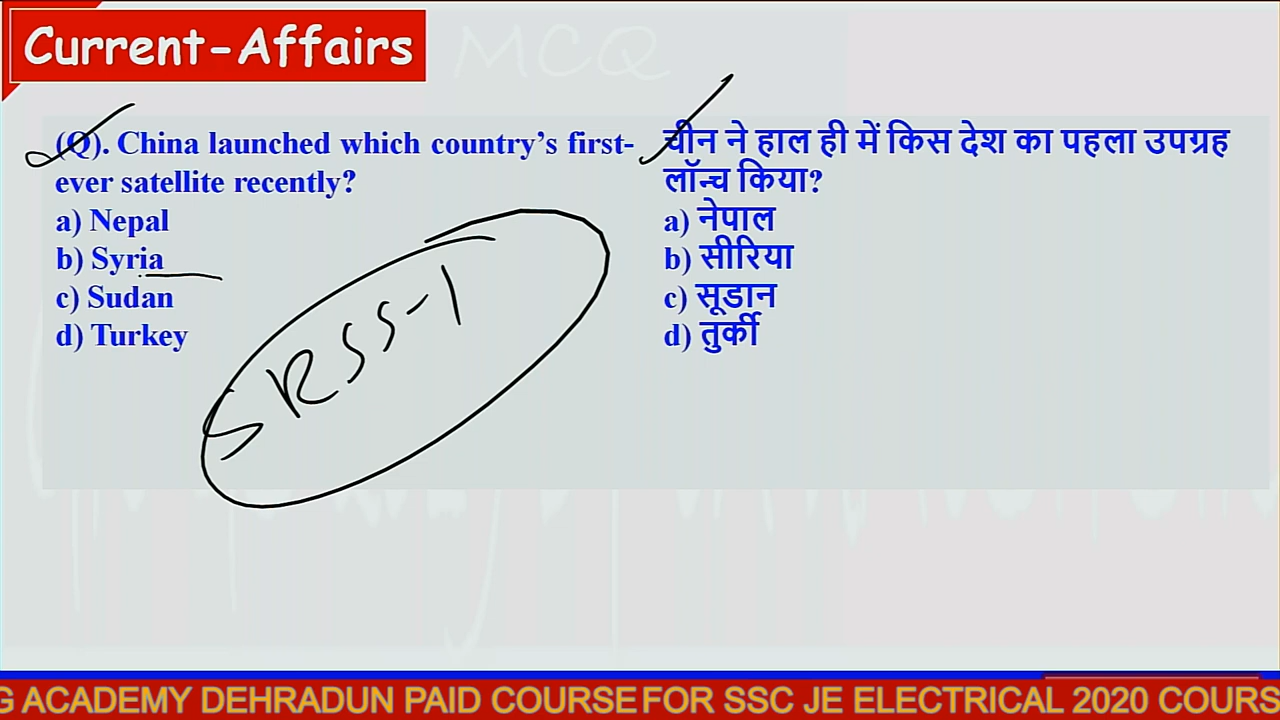 Current-Affairs
MCQ
(Q). China launched which country's first-
ever satellite recently?
a) Nepal
b) Syria
c) Sudan
d) Turkey
SRSS-1
चीन ने हाल ही में किस देश का पहला उपग्रह
लॉन्च किया?
a) नेपाल
b) सीरिया
c) सूडान
d) तुर्की
G ACADEMY DEHRADUN PAID COURSE FOR SSC JE ELECTRICAL 2020 COURS